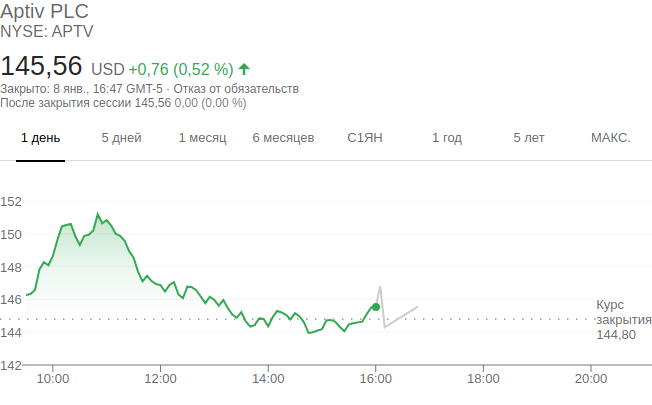 Aptiv PLC
NYSE: APTV
145,56 USD +0,76 (0,52 %)
Закрыто: 8 янв., 16:47 GMT-5 · Отказ от обязательств
После закрытия сессии 145,56 0,00 (0,00 %)
1 день 5 дней 1 месяц 6 месяцев С1ЯН 1 год 5 лет МАКС.
152
150
148
146
144
142
Курс
закрытия
144,80
10:00 12:00 14:00 16:00 18:00 20:00